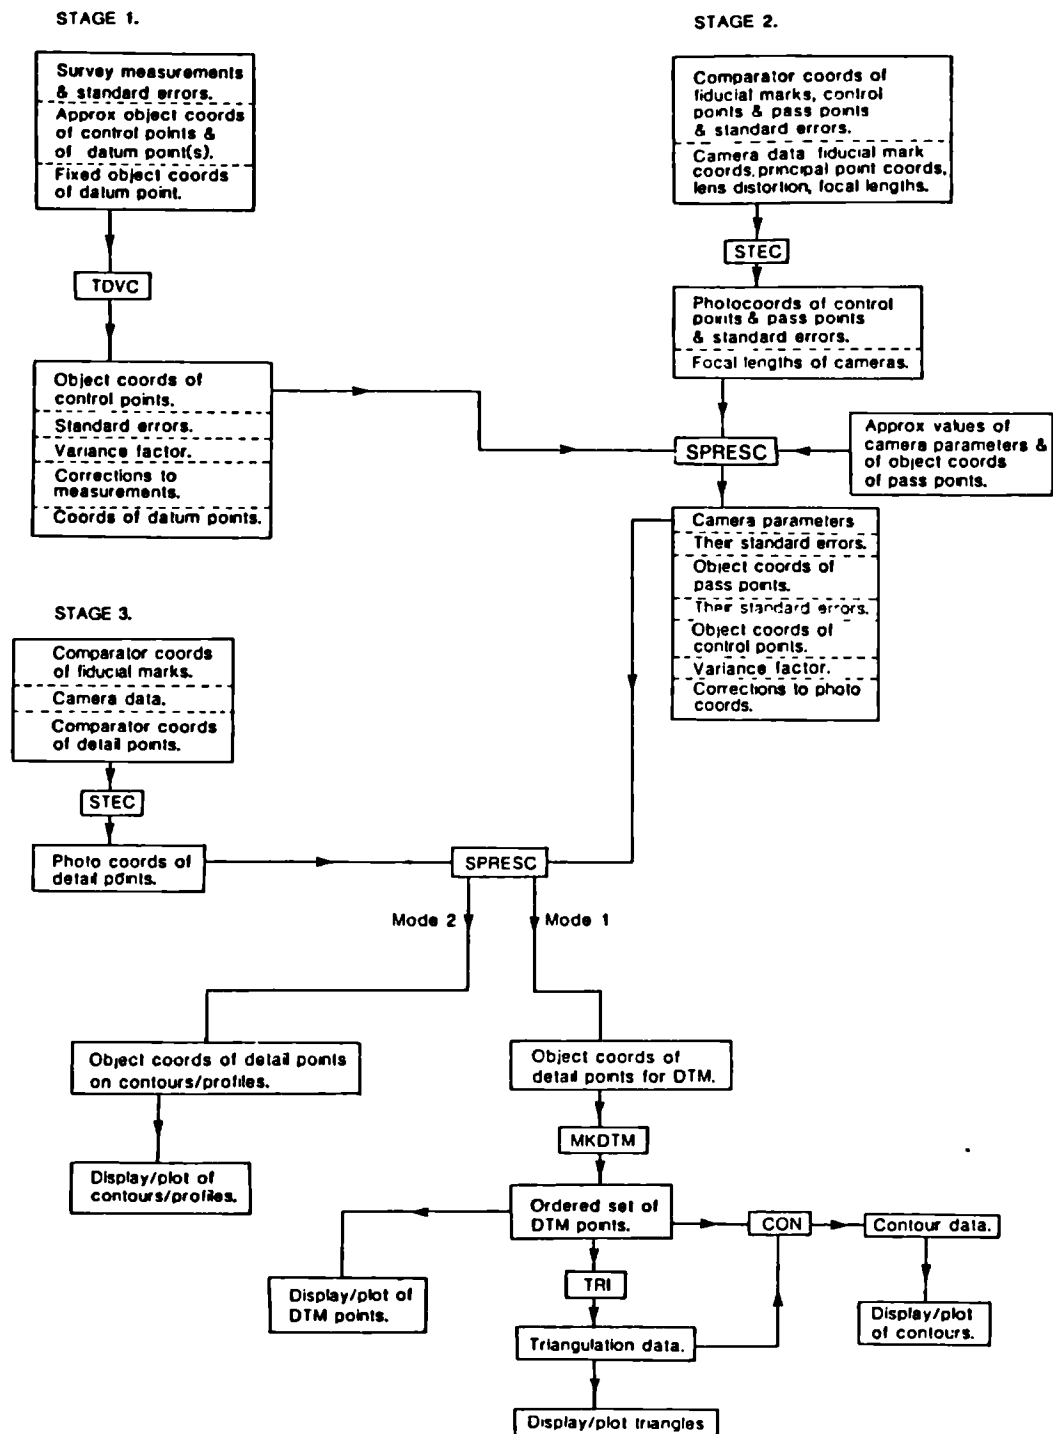 STAGE 1.
Survey measurements
& standard errors.
Approx object coords
of control points &
of datum point(s).
Fixed object coords
of datum point.
TDVC
Object coords of
control points.
Standard errors.
Variance factor.
Corrections to
measurements.
Coords of datum points.
STAGE 2.
Comparator coords of
fiducial marks, control
points & pass points
& standard errors.
Camera data fiducial mark
coords, principal point coords,
lens distortion, focal lengths.
STEC
Photocoords of control
points & pass points
& standard errors.
Focal lengths of cameras.
SPRESC
Approx values of
camera parameters &
of object coords
of pass points.
Camera parameters
Their standard errors.
Object coords of
pass points.
Their standard errors.
Object coords of
control points.
Variance factor.
Corrections to photo
coords.
STAGE 3.
Comparator coords
of fiducial marks.
Camera data.
Comparator coords
of detail points.
STEC
Photo coords of
detail points.
SPRESC
Mode 2
Mode 1
Object coords of detail points
on contours/profiles.
Display/plot of
contours/profiles.
Object coords of
detail points for DTM.
MKDTM
Ordered set of
DTM points.
CON
Contour data.
Display/plot of
DTM points.
TRI
Display/plot
of contours.
Triangulation data.
Display/plot triangles